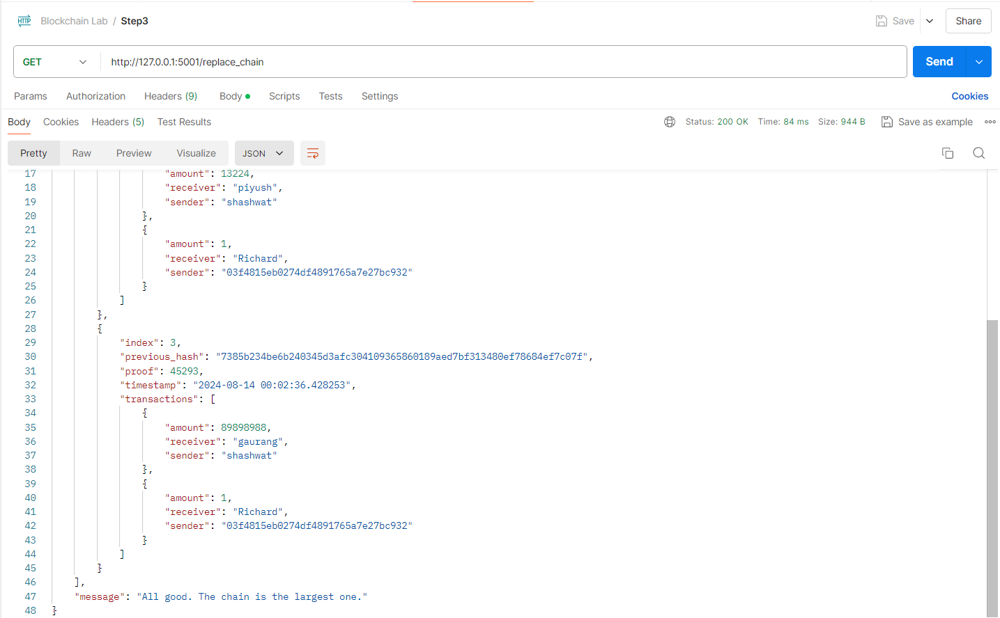 HTTP Blockchain Lab / Step3 Save Share
GET http://127.0.0.1:5001/replace_chain Send
Params Authorization Headers (9) Body Scripts Tests Settings Cookies
Body Cookies Headers (5) Test Results Status: 200 OK Time: 84 ms Size: 944 B Save as example
Pretty Raw Preview Visualize JSON
17 "amount": 13224,
18 "receiver": "piyush",
19 "sender": "shashwat"
20 },
21 {
22 "amount": 1,
23 "receiver": "Richard",
24 "sender": "03f4815eb0274df4891765a7e27bc932"
25 }
26 ]
27 },
28 {
29 "index": 3,
30 "previous_hash": "7385b234be6b240345d3afc304109365860189aed7bf313480ef78684ef7c07f",
31 "proof": 45293,
32 "timestamp": "2024-08-14 00:02:36.428253",
33 "transactions": [
34 {
35 "amount": 89898988,
36 "receiver": "gaurang",
37 "sender": "shashwat"
38 },
39 {
40 "amount": 1,
41 "receiver": "Richard",
42 "sender": "03f4815eb0274df4891765a7e27bc932"
43 }
44 ]
45 }
46 ],
47 "message": "All good. The chain is the largest one."
48 }